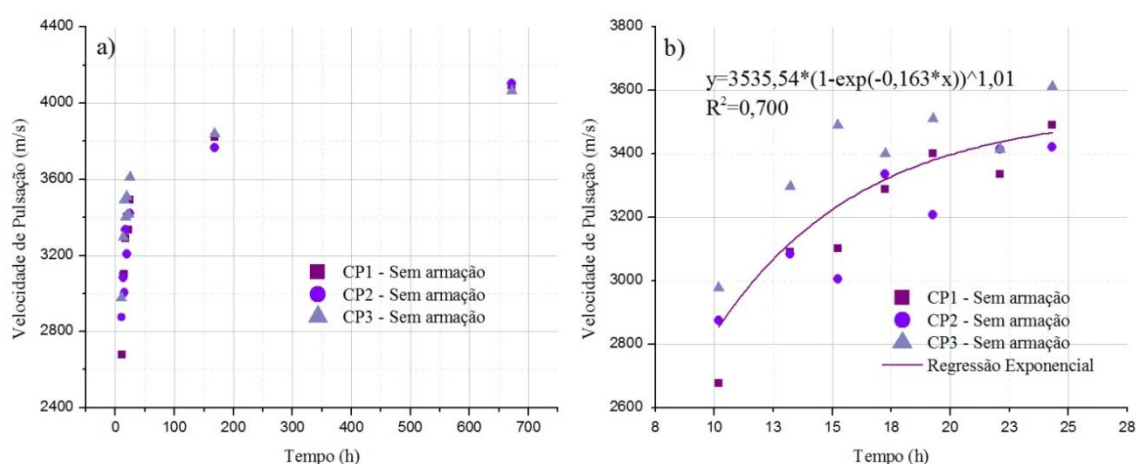 a)
4400
4000
3600
3200
2800
2400
Velocidade de Pulsação (m/s)
CP1 - Sem armação
CP2 - Sem armação
CP3 - Sem armação
0 100 200 300 400 500 600 700
Tempo (h)
b)
3800
3600
3400
3200
3000
2800
2600
Velocidade de Pulsação (m/s)
y=3535,54*(1-exp(-0,163*x))^1,01
R²=0,700
CP1 - Sem armação
CP2 - Sem armação
CP3 - Sem armação
Regressão Exponencial
8 10 13 15 18 20 23 25 28
Tempo (h)